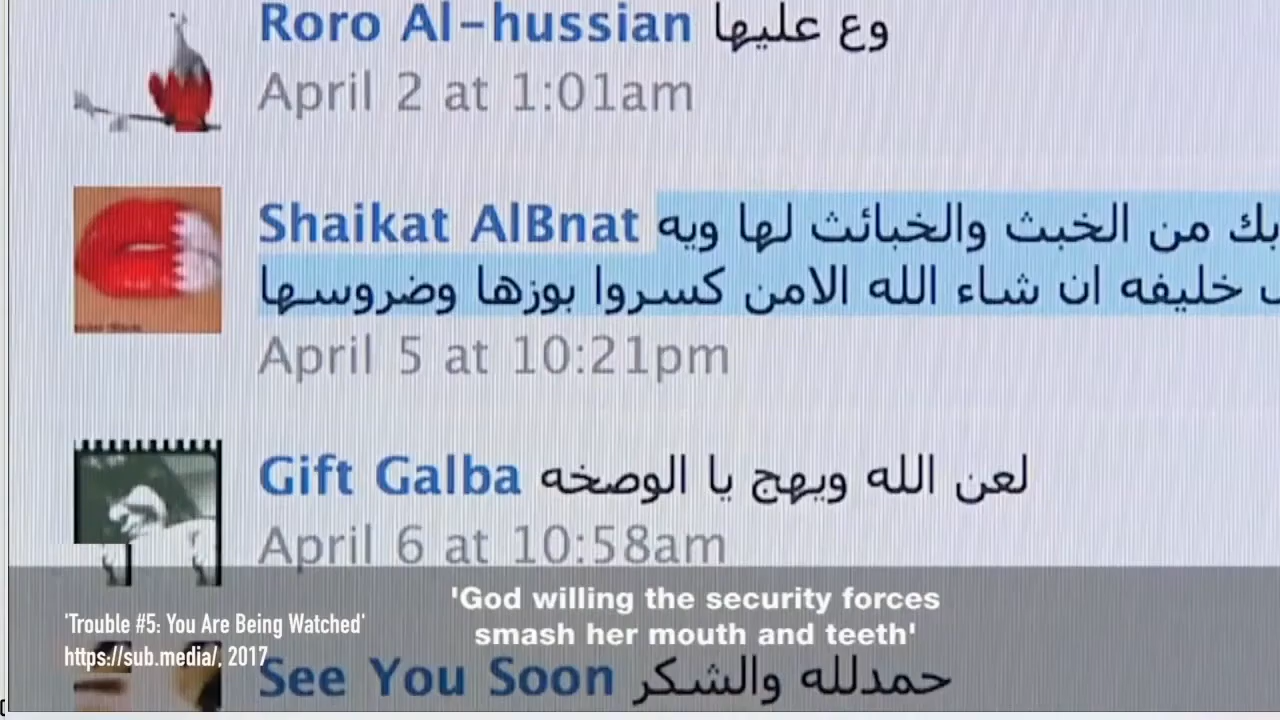 Roro Al-hussian وع عليها
April 2 at 1:01am
Shaikat AlBnat بك من الخبث والخبائث لها ويه
خليفه ان شاء الله الامن كسروا بوزها وضروسها
April 5 at 10:21pm
Gift Galba لعن الله ويهج يا الوصخه
April 6 at 10:58am
'God willing the security forces
smash her mouth and teeth'
'Trouble #5: You Are Being Watched'
https://sub.media/, 2017
See You Soon حمدلله والشكر